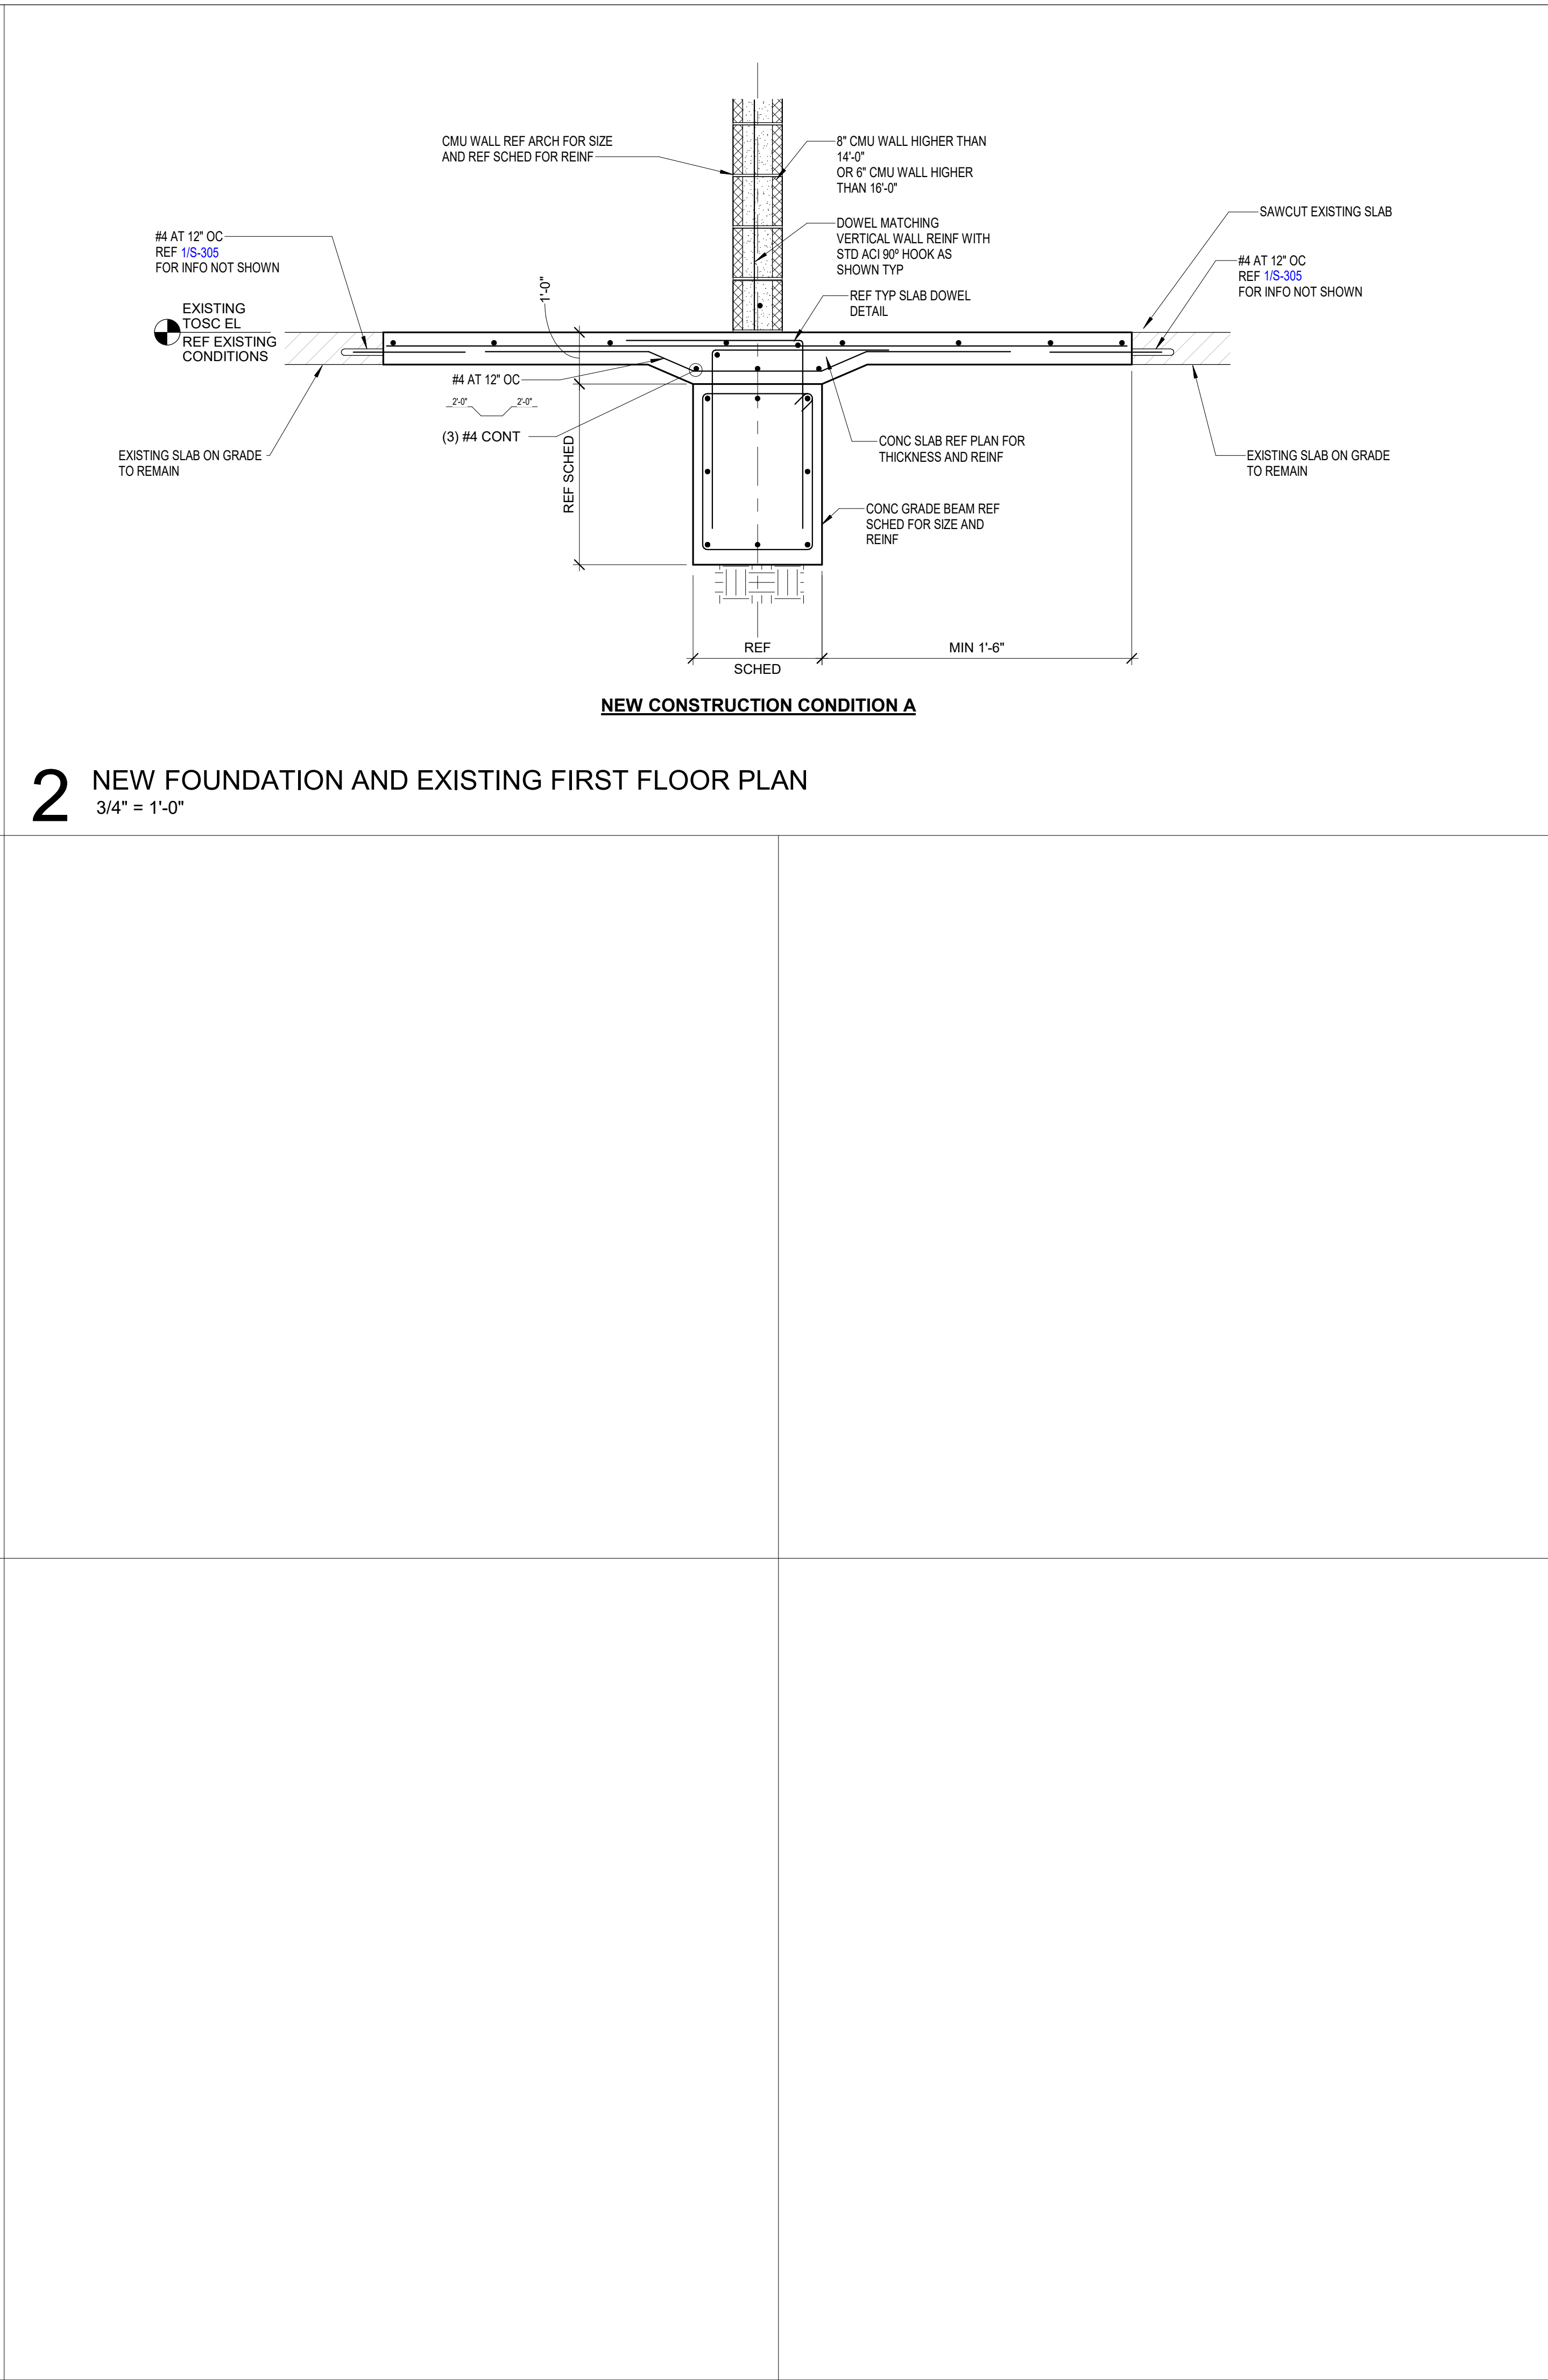 CMU WALL REF ARCH FOR SIZE
AND REF SCHED FOR REINF
8" CMU WALL HIGHER THAN
14'-0"
OR 6" CMU WALL HIGHER
THAN 16'-0"
DOWEL MATCHING
VERTICAL WALL REINF WITH
STD ACI 90º HOOK AS
SHOWN TYP
REF TYP SLAB DOWEL
DETAIL
SAWCUT EXISTING SLAB
#4 AT 12" OC
REF 1/S-305
FOR INFO NOT SHOWN
#4 AT 12" OC
REF 1/S-305
FOR INFO NOT SHOWN
EXISTING
TOSC EL
REF EXISTING
CONDITIONS
1'-0"
#4 AT 12" OC
2'-0"
2'-0"
(3) #4 CONT
REF SCHED
EXISTING SLAB ON GRADE
TO REMAIN
CONC SLAB REF PLAN FOR
THICKNESS AND REINF
EXISTING SLAB ON GRADE
TO REMAIN
CONC GRADE BEAM REF
SCHED FOR SIZE AND
REINF
REF
SCHED
MIN 1'-6"
NEW CONSTRUCTION CONDITION A
2
NEW FOUNDATION AND EXISTING FIRST FLOOR PLAN
3/4" = 1'-0"